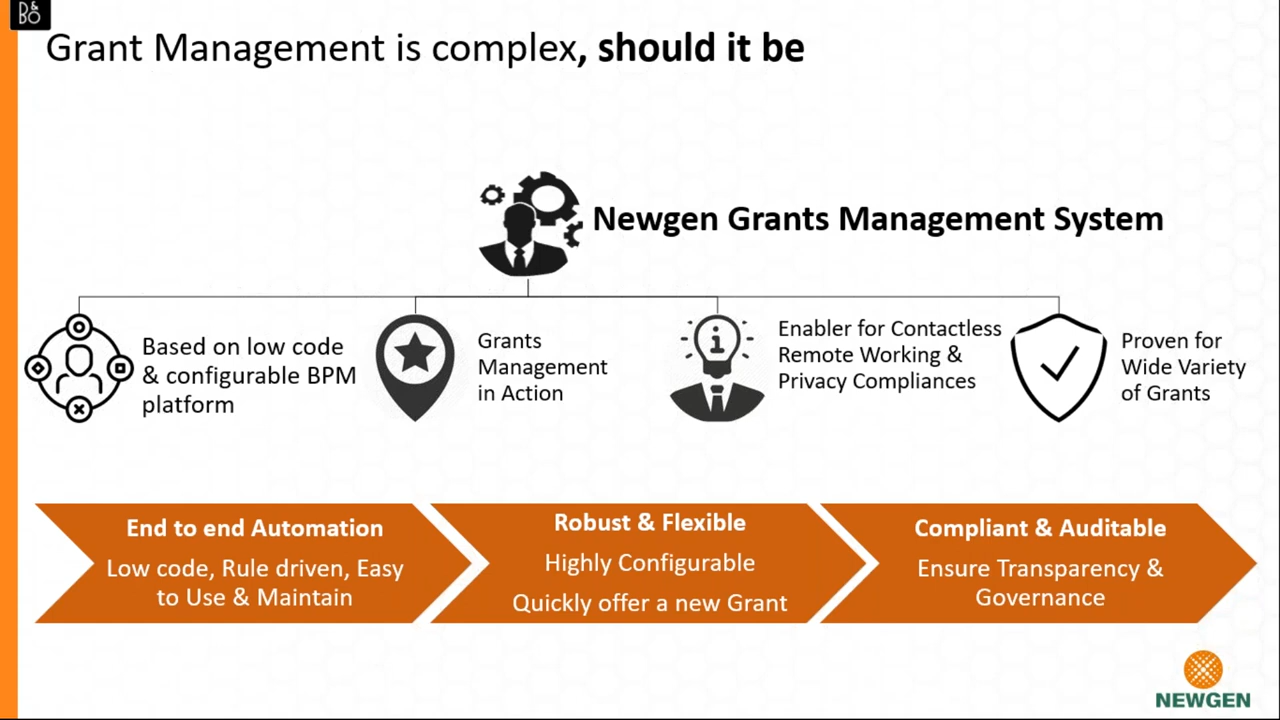 B&O
Grant Management is complex, should it be
Newgen Grants Management System
Based on low code
& configurable BPM
platform
Grants
Management
in Action
Enabler for Contactless
Remote Working &
Privacy Compliances
Proven for
Wide Variety
of Grants
End to end Automation
Low code, Rule driven, Easy
to Use & Maintain
Robust & Flexible
Highly Configurable
Quickly offer a new Grant
Compliant & Auditable
Ensure Transparency &
Governance
NEWGEN